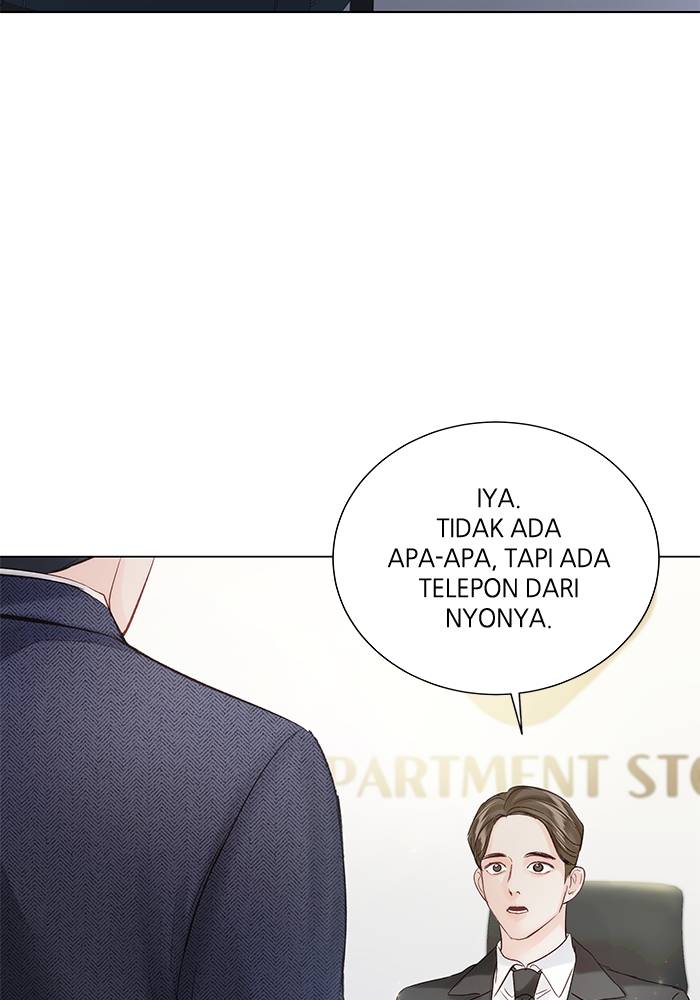 IYA.
TIDAK ADA
APA-APA, TAPI ADA
TELEPON DARI
NYONYA.
PARTMENT STO